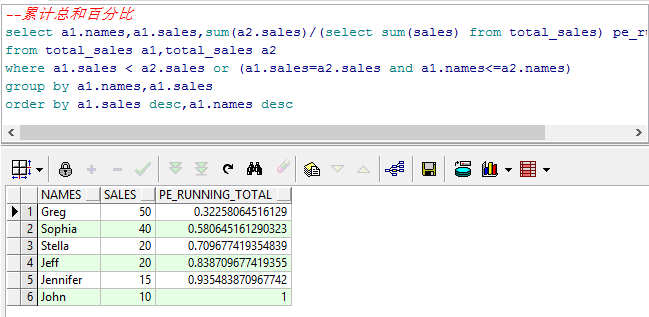 --累计总和百分比
select a1.names,a1.sales,sum(a2.sales)/(select sum(sales) from total_sales) pe_ru
from total_sales a1,total_sales a2
where a1.sales < a2.sales or (a1.sales=a2.sales and a1.names<=a2.names)
group by a1.names,a1.sales
order by a1.sales desc,a1.names desc
NAMES SALES PE_RUNNING_TOTAL
1 Greg 50 0.32258064516129
2 Sophia 40 0.580645161290323
3 Stella 20 0.709677419354839
4 Jeff 20 0.838709677419355
5 Jennifer 15 0.935483870967742
6 John 10 1